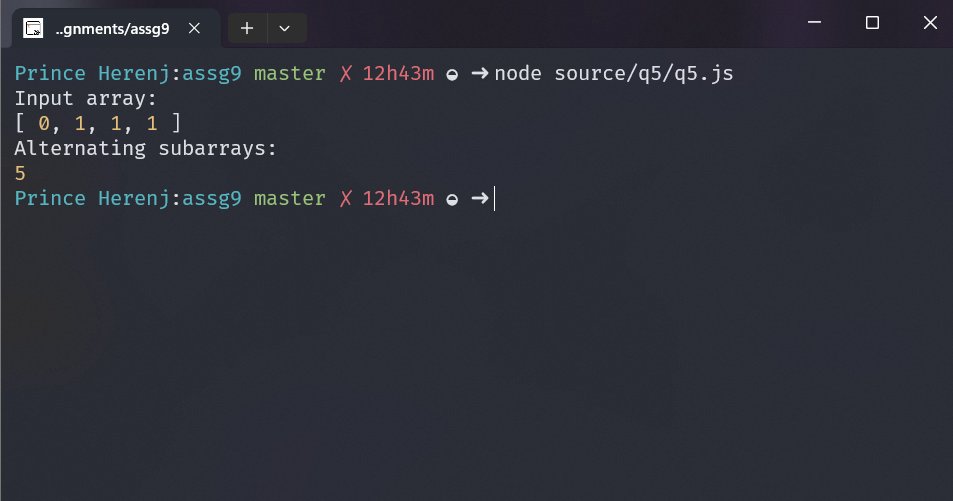 ..gnments/assg9
Prince Herenj:assg9 master ✗ 12h43m ◒ ➜node source/q5/q5.js
Input array:
[ 0, 1, 1, 1 ]
Alternating subarrays:
5
Prince Herenj:assg9 master ✗ 12h43m ◒ ➜